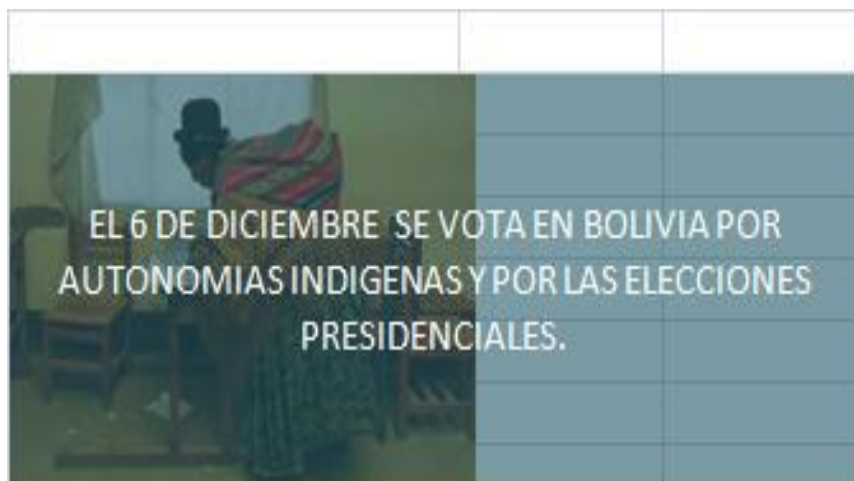 EL 6 DE DICIEMBRE SE VOTA EN BOLIVIA POR
AUTONOMIAS INDIGENAS Y POR LAS ELECCIONES
PRESIDENCIALES.